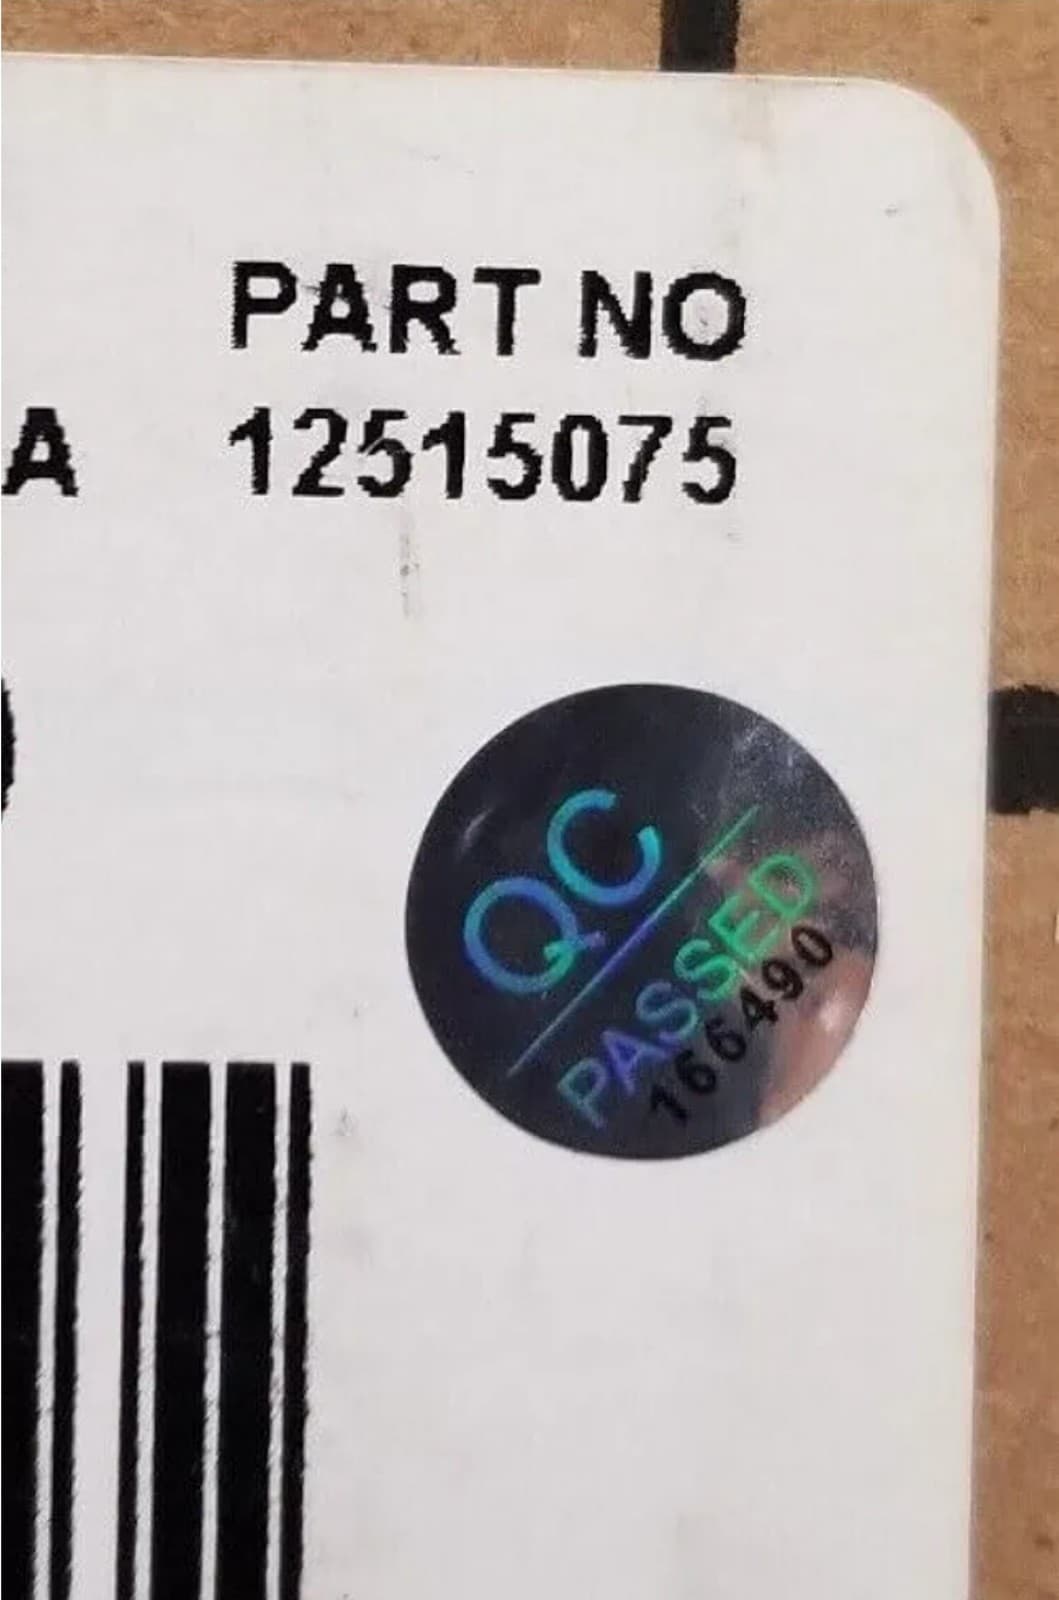 PART NO
A 12515075
QC
PASSED
166490